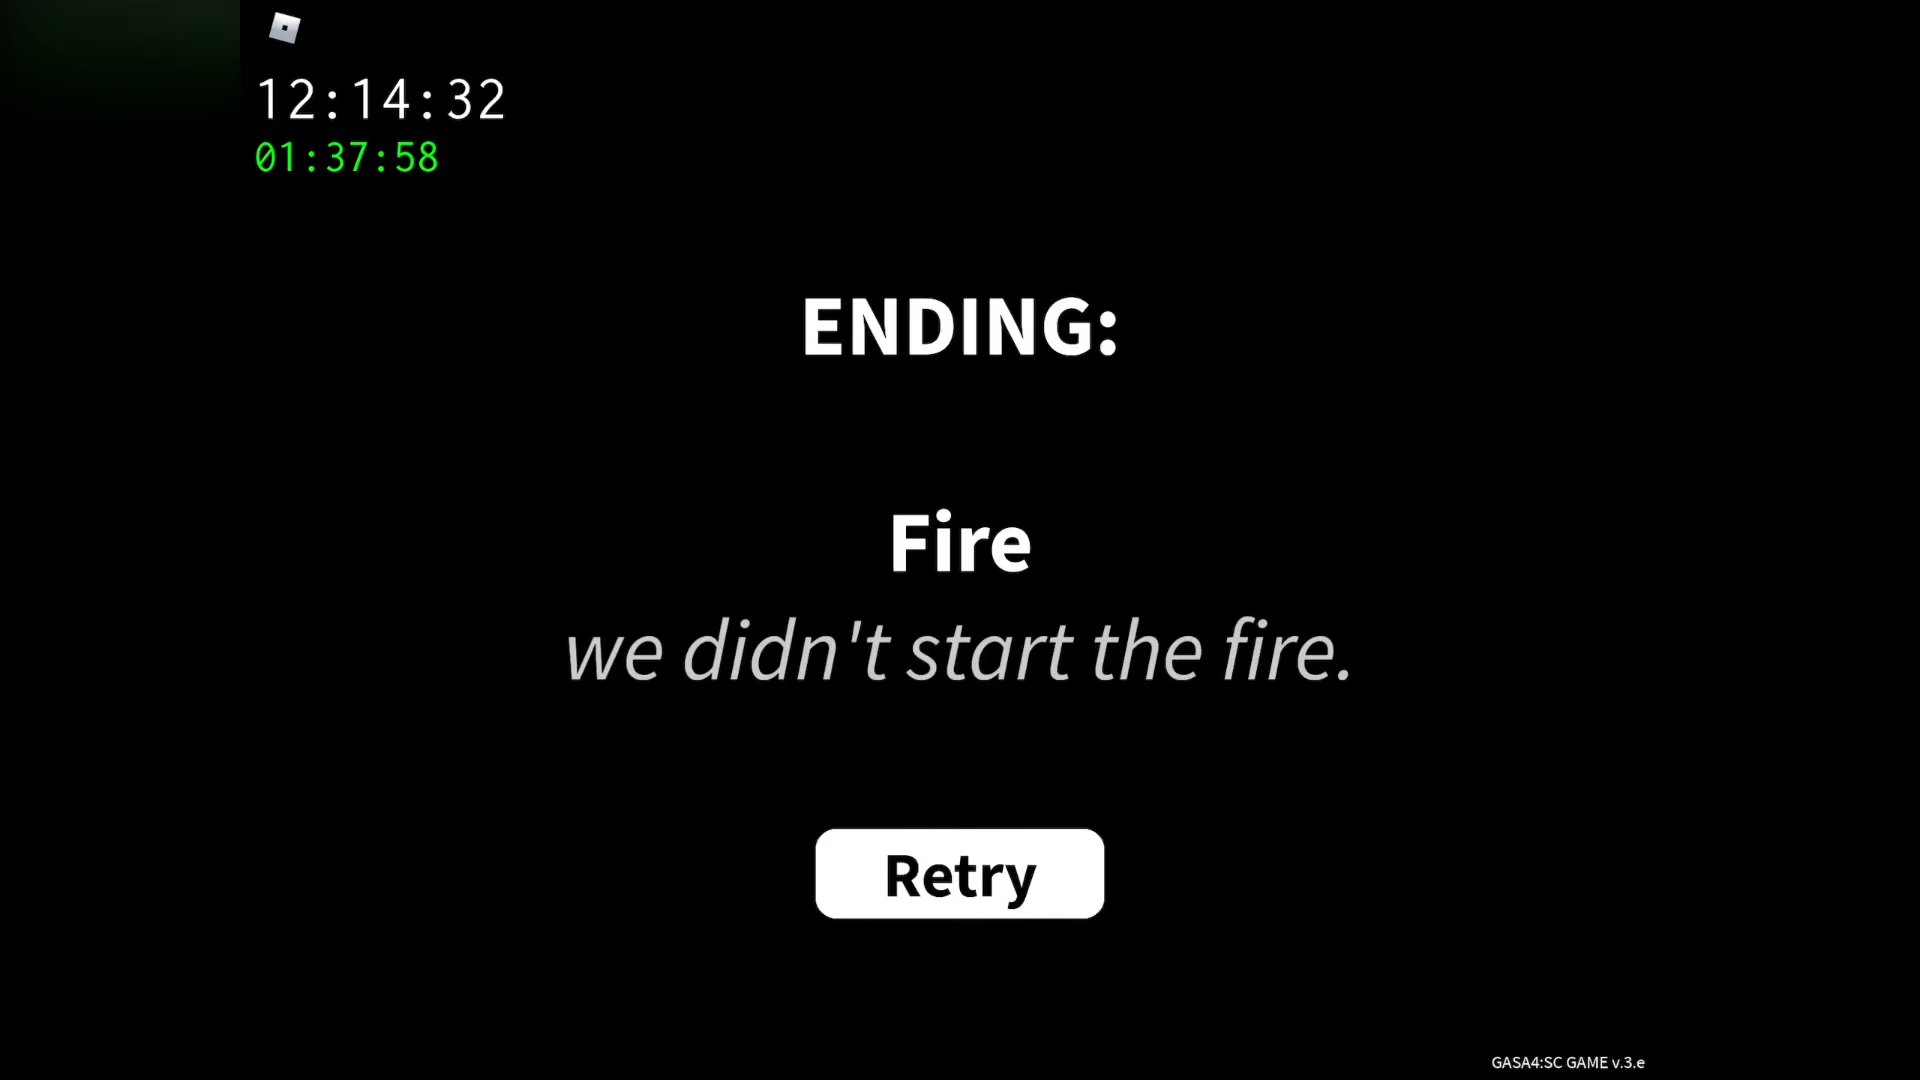 12:14:32
01:37:58
ENDING:
Fire
we didn't start the fire.
Retry
GASA4:SC GAME v.3.e